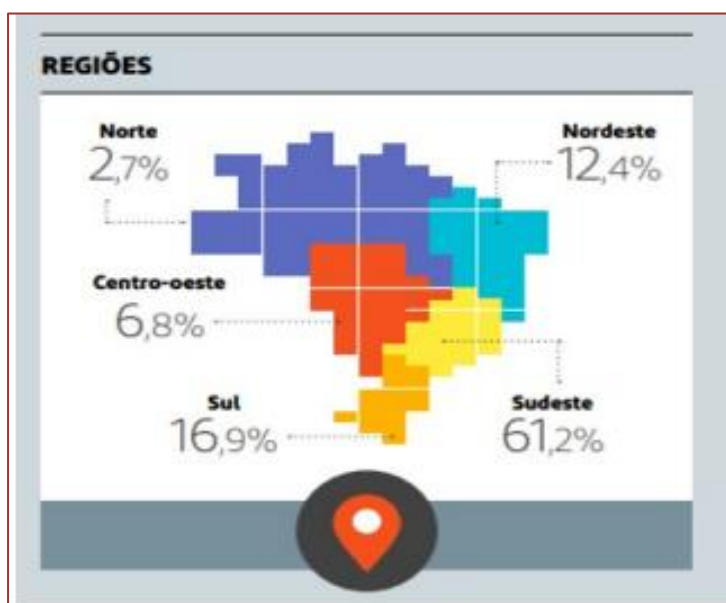 REGIÕES
Norte
2,7%
Nordeste
12,4%
Centro-oeste
6,8%
Sul
16,9%
Sudeste
61,2%